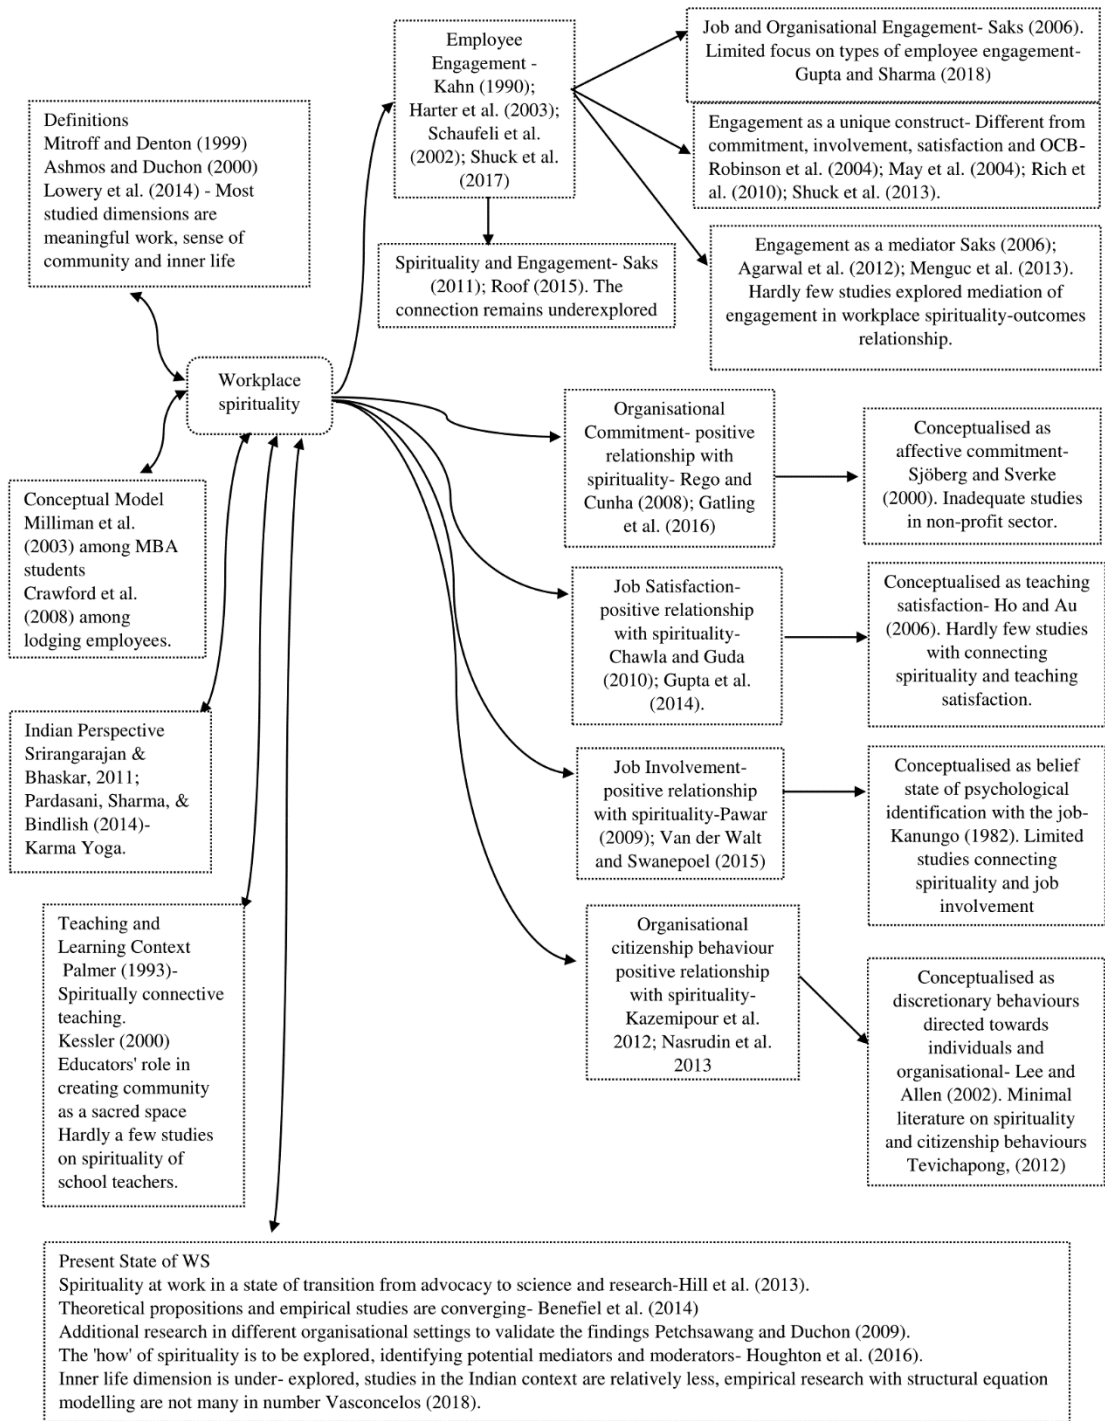 Employee
Engagement -
Kahn (1990);
Harter et al. (2003);
Schaufeli et al.
(2002); Shuck et al.
(2017)
Job and Organisational Engagement- Saks (2006).
Limited focus on types of employee engagement-
Gupta and Sharma (2018)
Definitions
Mitroff and Denton (1999)
Ashmos and Duchon (2000)
Lowery et al. (2014) - Most
studied dimensions are
meaningful work, sense of
community and inner life
Engagement as a unique construct- Different from
commitment, involvement, satisfaction and OCB-
Robinson et al. (2004); May et al. (2004); Rich et
al. (2010); Shuck et al. (2013).
Spirituality and Engagement- Saks
(2011); Roof (2015). The
connection remains underexplored
Engagement as a mediator Saks (2006);
Agarwal et al. (2012); Menguc et al. (2013).
Hardly few studies explored mediation of
engagement in workplace spirituality-outcomes
relationship.
Workplace
spirituality
Organisational
Commitment- positive
relationship with
spirituality- Rego and
Cunha (2008); Gatling
et al. (2016)
Conceptualised as
affective commitment-
Sjöberg and Sverke
(2000). Inadequate studies
in non-profit sector.
Conceptual Model
Milliman et al.
(2003) among MBA
students
Crawford et al.
(2008) among
lodging employees.
Job Satisfaction-
positive relationship
with spirituality-
Chawla and Guda
(2010); Gupta et al.
(2014).
Conceptualised as teaching
satisfaction- Ho and Au
(2006). Hardly few studies
with connecting
spirituality and teaching
satisfaction.
Indian Perspective
Srirangarajan &
Bhaskar, 2011;
Pardasani, Sharma, &
Bindlish (2014)-
Karma Yoga.
Job Involvement-
positive relationship
with spirituality-Pawar
(2009); Van der Walt
and Swanepoel (2015)
Conceptualised as belief
state of psychological
identification with the job-
Kanungo (1982). Limited
studies connecting
spirituality and job
involvement
Teaching and
Learning Context
Palmer (1993)-
Spiritually connective
teaching.
Kessler (2000)
Educators' role in
creating community
as a sacred space
Hardly a few studies
on spirituality of
school teachers.
Organisational
citizenship behaviour
positive relationship
with spirituality-
Kazemipour et al.
2012; Nasrudin et al.
2013
Conceptualised as
discretionary behaviours
directed towards
individuals and
organisational- Lee and
Allen (2002). Minimal
literature on spirituality
and citizenship behaviours
Tevichapong, (2012)
Present State of WS
Spirituality at work in a state of transition from advocacy to science and research-Hill et al. (2013).
Theoretical propositions and empirical studies are converging- Benefiel et al. (2014)
Additional research in different organisational settings to validate the findings Petchsawang and Duchon (2009).
The 'how' of spirituality is to be explored, identifying potential mediators and moderators- Houghton et al. (2016).
Inner life dimension is under- explored, studies in the Indian context are relatively less, empirical research with structural equation
modelling are not many in number Vasconcelos (2018).